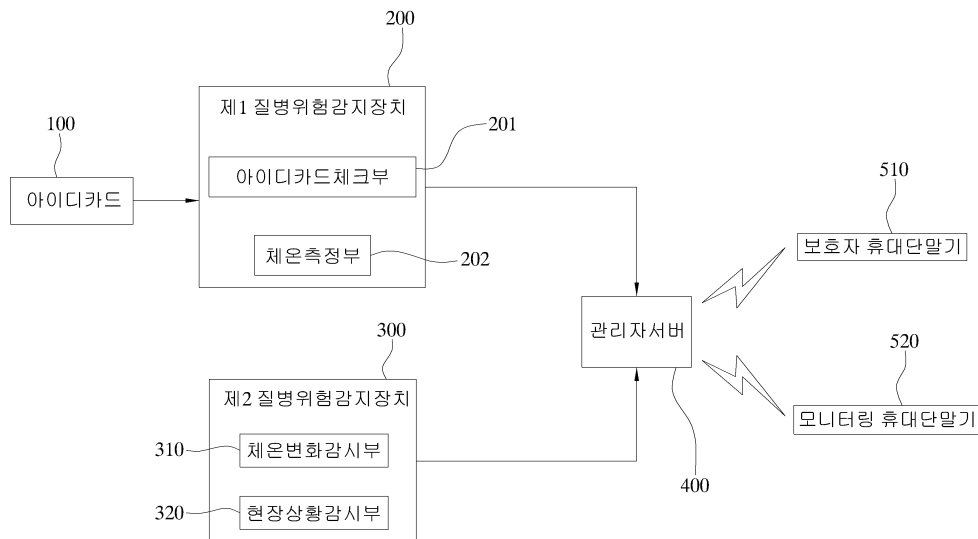 200
제1 질병위험감지장치
100
201
아이디카드
아이디카드체크부
체온측정부
202
510
보호자 휴대단말기
관리자서버
400
300
제2 질병위험감지장치
310
체온변화감시부
320
현장상황감시부
520
모니터링 휴대단말기